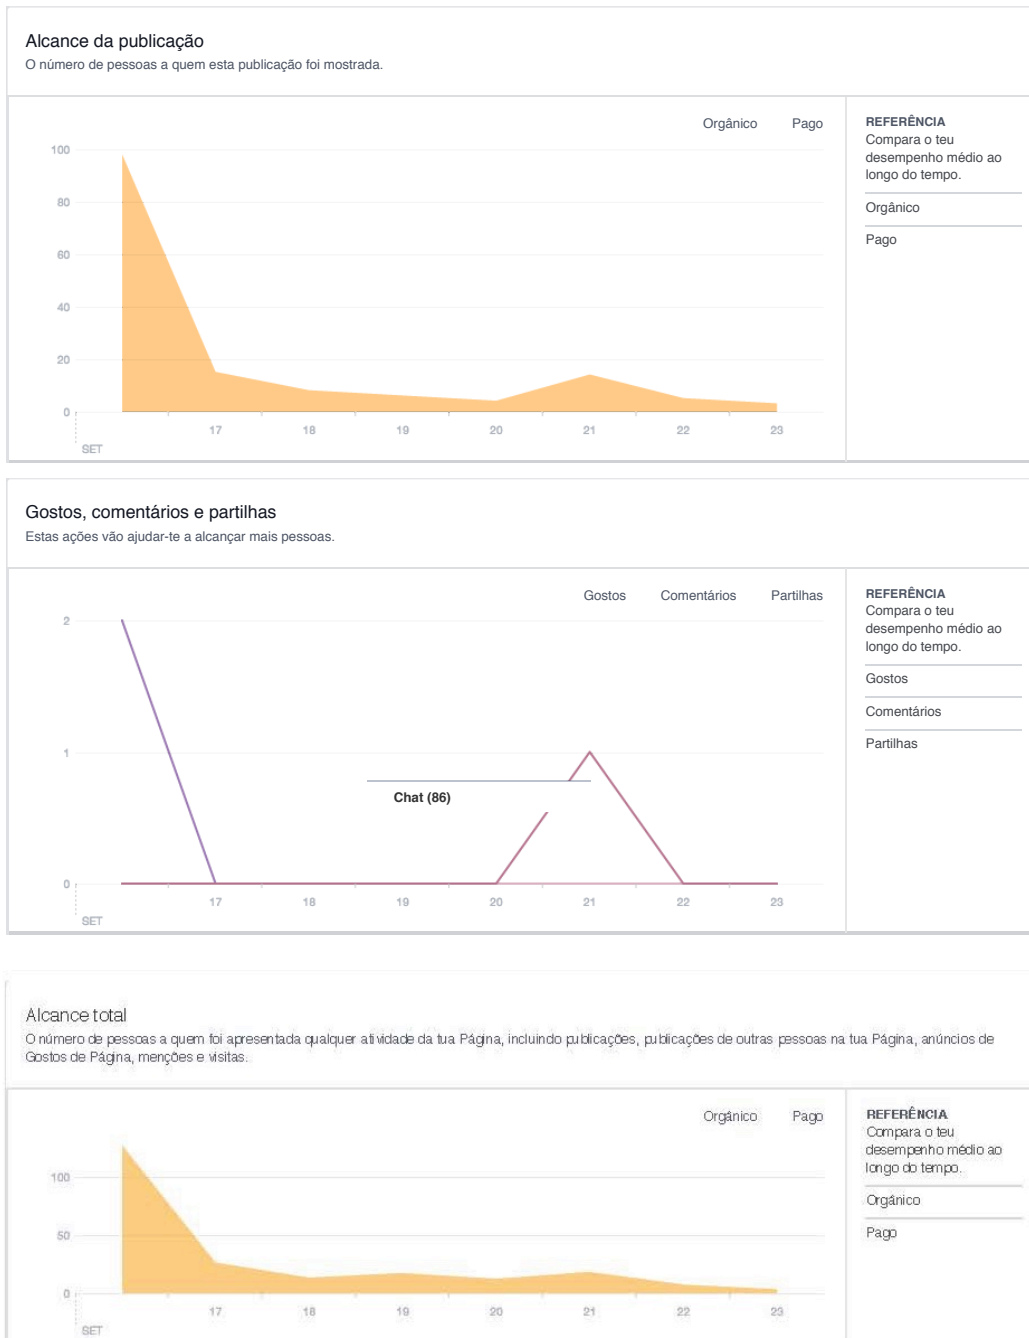 Alcance da publicação
O número de pessoas a quem esta publicação foi mostrada.
Orgânico Pago
REFERÊNCIA
Compara o teu
desempenho médio ao
longo do tempo.
Orgânico
Pago
100
80
60
40
20
0
17 18 19 20 21 22 23
SET
Gostos, comentários e partilhas
Estas ações vão ajudar-te a alcançar mais pessoas.
Gostos Comentários Partilhas
REFERÊNCIA
Compara o teu
desempenho médio ao
longo do tempo.
Gostos
Comentários
Partilhas
2
1
Chat (86)
0
17 18 19 20 21 22 23
SET
Alcance total
O número de pessoas a quem foi apresentada qualquer atividade da tua Página, incluindo publicações, publicações de outras pessoas na tua Página, anúncios de
Gostos de Página, menções e visitas.
Orgânico Pago
REFERÊNCIA
Compara o teu
desempenho médio ao
longo do tempo.
Orgânico
Pago
100
50
0
17 18 19 20 21 22 23
SET